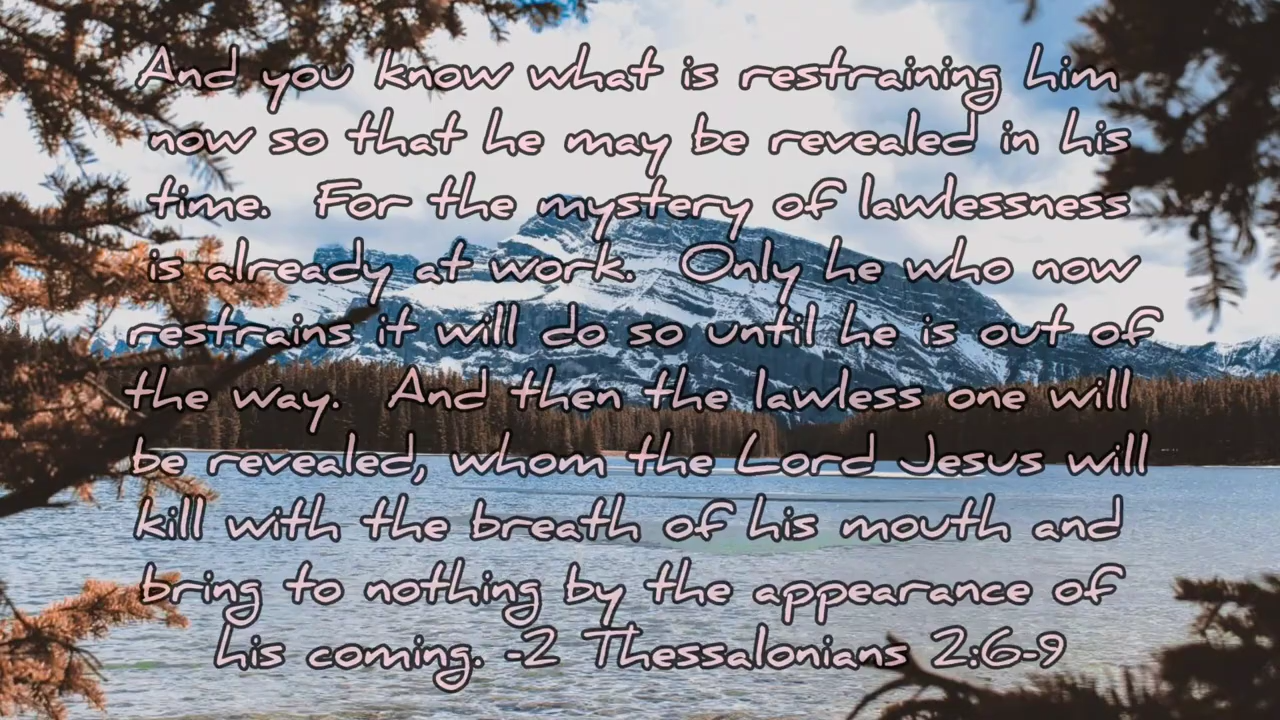 And you know what is restraining him
now so that he may be revealed in his
time.  For the mystery of lawlessness
is already at work.  Only he who now
restrains it will do so until he is out of
the way.  And then the lawless one will
be revealed, whom the Lord Jesus will
kill with the breath of his mouth and
bring to nothing by the appearance of
his coming. -2 Thessalonians 2:6-9